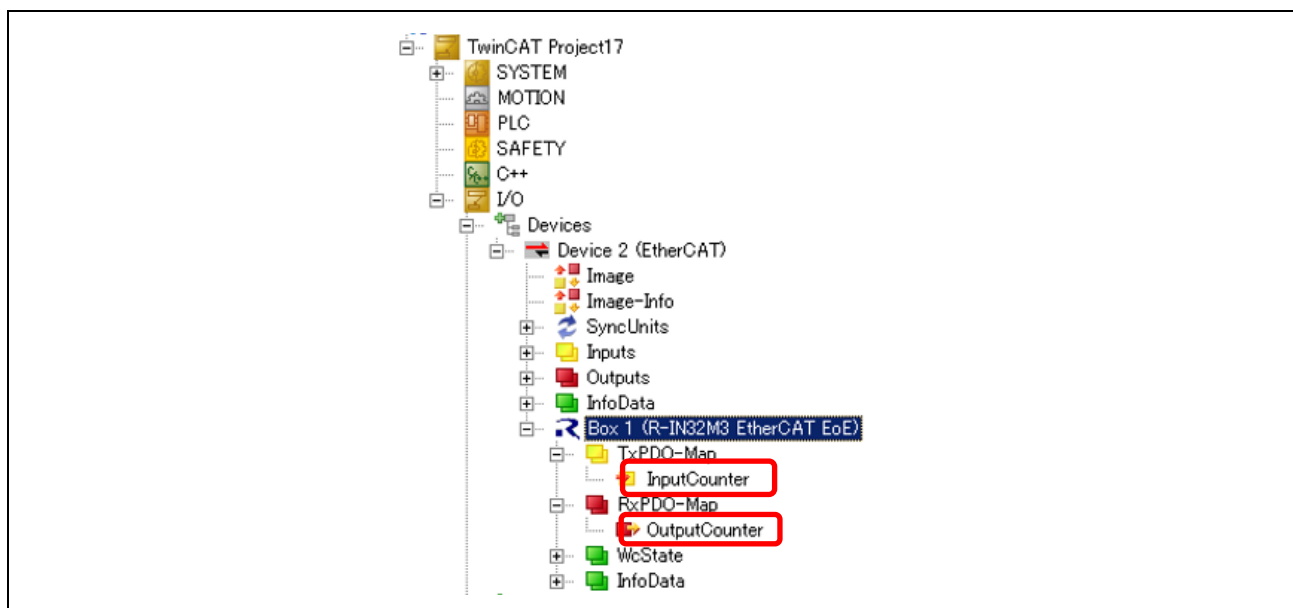 TwinCAT Project17
SYSTEM
MOTION
PLC
SAFETY
C++
I/O
Devices
Device 2 (EtherCAT)
Image
Image-Info
SyncUnits
Inputs
Outputs
InfoData
Box 1 (R-IN32M3 EtherCAT EoE)
TxPDO-Map
InputCounter
RxPDO-Map
OutputCounter
WcState
InfoData